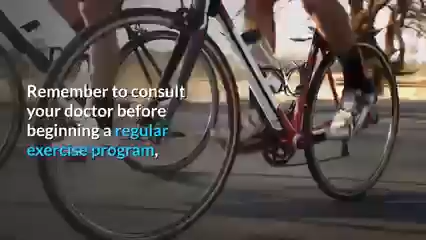 Remember to consult
your doctor before
beginning a regular
exercise program,